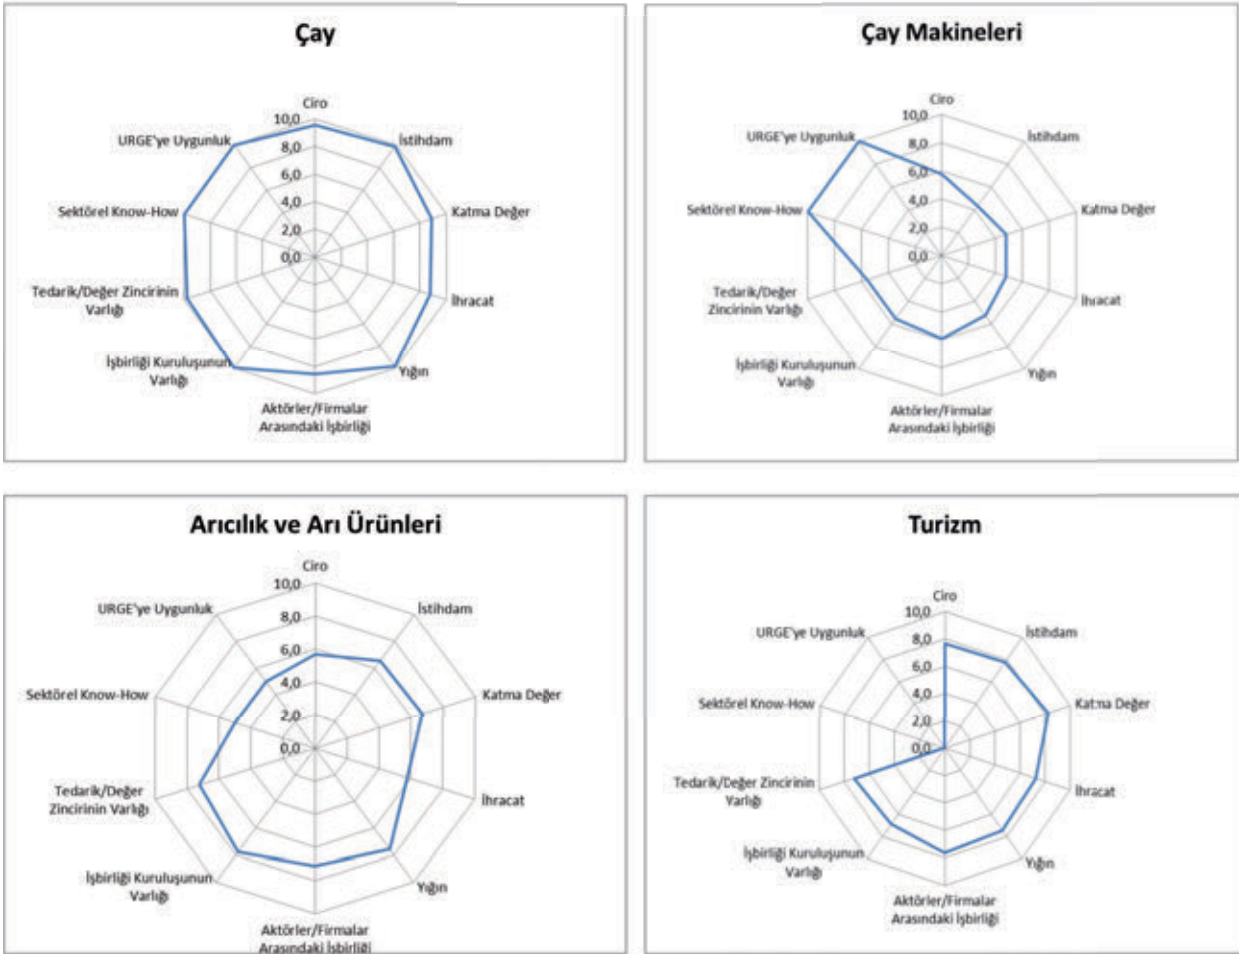 Çay
Ciro
10,0
8,0
6,0
4,0
2,0
0,0
İstihdam
Katma Değer
İhracat
Yığın
Aktörler/Firmalar
Arasındaki İşbirliği
İşbirliği Kuruluşunun
Varlığı
Tedarik/Değer Zincirinin
Varlığı
Sektörel Know-How
URGE'ye Uygunluk
Çay Makineleri
Ciro
10,0
8,0
6,0
4,0
2,0
0,0
İstihdam
Katma Değer
İhracat
Yığın
Aktörler/Firmalar
Arasındaki İşbirliği
İşbirliği Kuruluşunun
Varlığı
Tedarik/Değer
Zincirinin Varlığı
Sektörel Know-How
URGE'ye Uygunluk
Arıcılık ve Arı Ürünleri
Ciro
10,0
8,0
6,0
4,0
2,0
0,0
İstihdam
Katma Değer
İhracat
Yığın
Aktörler/Firmalar
Arasındaki İşbirliği
İşbirliği Kuruluşunun
Varlığı
Tedarik/Değer
Zincirinin Varlığı
Sektörel Know-How
URGE'ye Uygunluk
Turizm
Ciro
10,0
8,0
6,0
4,0
2,0
0,0
İstihdam
Katma Değer
İhracat
Yığın
Aktörler/Firmalar
Arasındaki İşbirliği
İşbirliği Kuruluşunun
Varlığı
Tedarik/Değer Zincirinin
Varlığı
Sektörel Know-How
URGE'ye Uygunluk